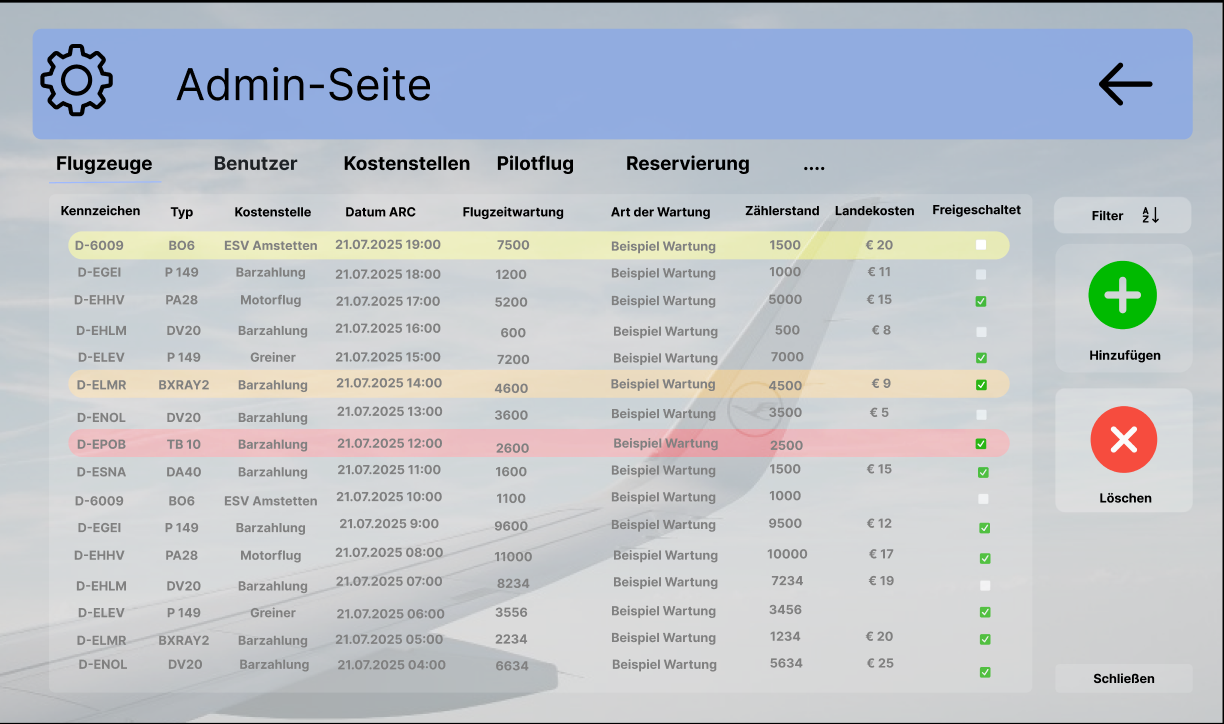 Admin-Seite
Flugzeuge Benutzer Kostenstellen Pilotflug Reservierung ....
Kennzeichen Typ Kostenstelle Datum ARC Flugzeitwartung Art der Wartung Zählerstand Landekosten Freigeschaltet
Filter A Z
D-6009 BO6 ESV Amstetten 21.07.2025 19:00 7500 Beispiel Wartung 1500 € 20
D-EGEI P 149 Barzahlung 21.07.2025 18:00 1200 Beispiel Wartung 1000 € 11
D-EHHV PA28 Motorflug 21.07.2025 17:00 5200 Beispiel Wartung 5000 € 15
D-EHLM DV20 Barzahlung 21.07.2025 16:00 600 Beispiel Wartung 500 € 8
D-ELEV P 149 Greiner 21.07.2025 15:00 7200 Beispiel Wartung 7000
Hinzufügen
D-ELMR BXRAY2 Barzahlung 21.07.2025 14:00 4600 Beispiel Wartung 4500 € 9
D-ENOL DV20 Barzahlung 21.07.2025 13:00 3600 Beispiel Wartung 3500 € 5
D-EPOB TB 10 Barzahlung 21.07.2025 12:00 2600 Beispiel Wartung 2500
D-ESNA DA40 Barzahlung 21.07.2025 11:00 1600 Beispiel Wartung 1500 € 15
D-6009 BO6 ESV Amstetten 21.07.2025 10:00 1100 Beispiel Wartung 1000
Löschen
D-EGEI P 149 Barzahlung 21.07.2025 9:00 9600 Beispiel Wartung 9500 € 12
D-EHHV PA28 Motorflug 21.07.2025 08:00 11000 Beispiel Wartung 10000 € 17
D-EHLM DV20 Barzahlung 21.07.2025 07:00 8234 Beispiel Wartung 7234 € 19
D-ELEV P 149 Greiner 21.07.2025 06:00 3556 Beispiel Wartung 3456
D-ELMR BXRAY2 Barzahlung 21.07.2025 05:00 2234 Beispiel Wartung 1234 € 20
D-ENOL DV20 Barzahlung 21.07.2025 04:00 6634 Beispiel Wartung 5634 € 25
Schließen